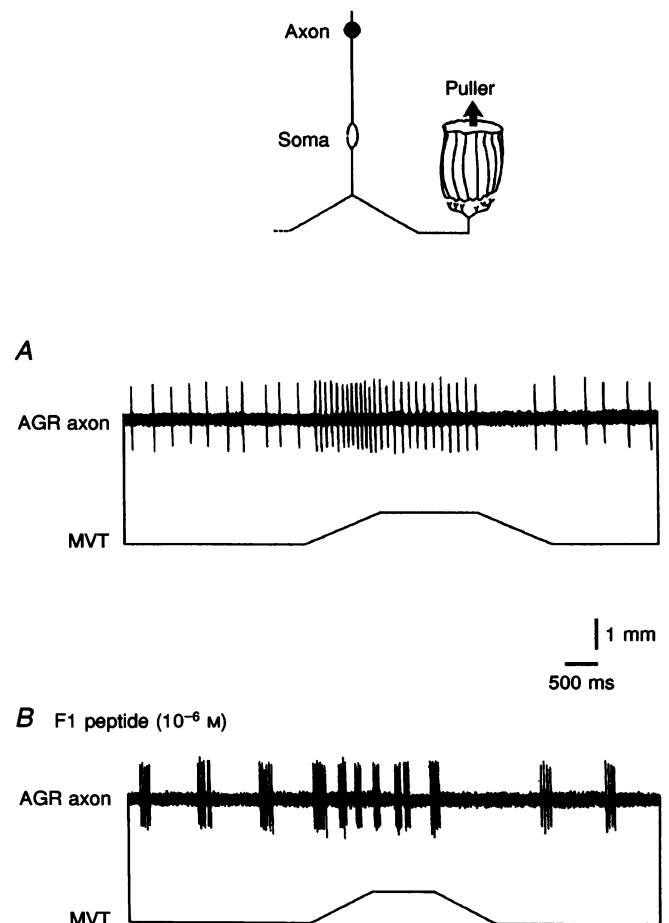 Axon
Puller
Soma
A
AGR axon
MVT
1 mm
500 ms
B F1 peptide (10⁻⁶ M)
AGR axon
MVT